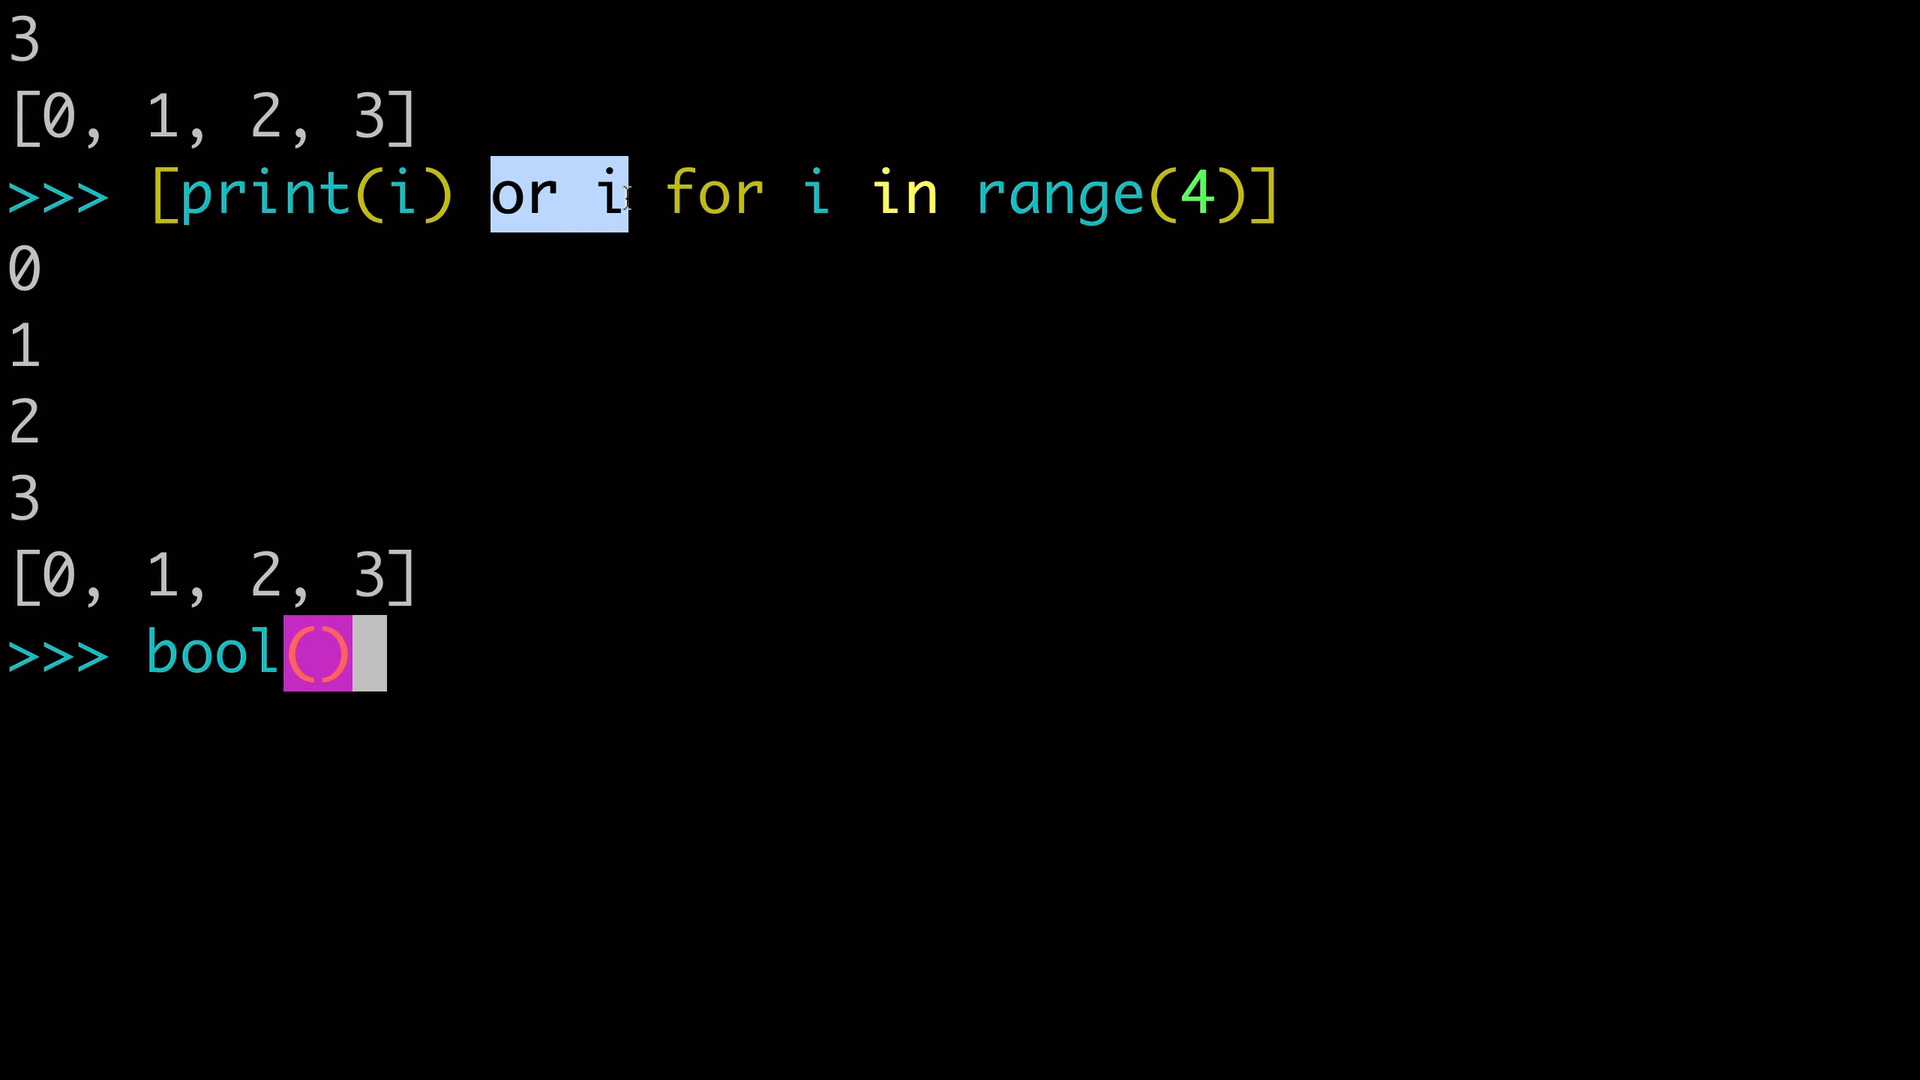 3
[0, 1, 2, 3]
>>> [print(i) or i for i in range(4)]
0
1
2
3
[0, 1, 2, 3]
>>> bool()